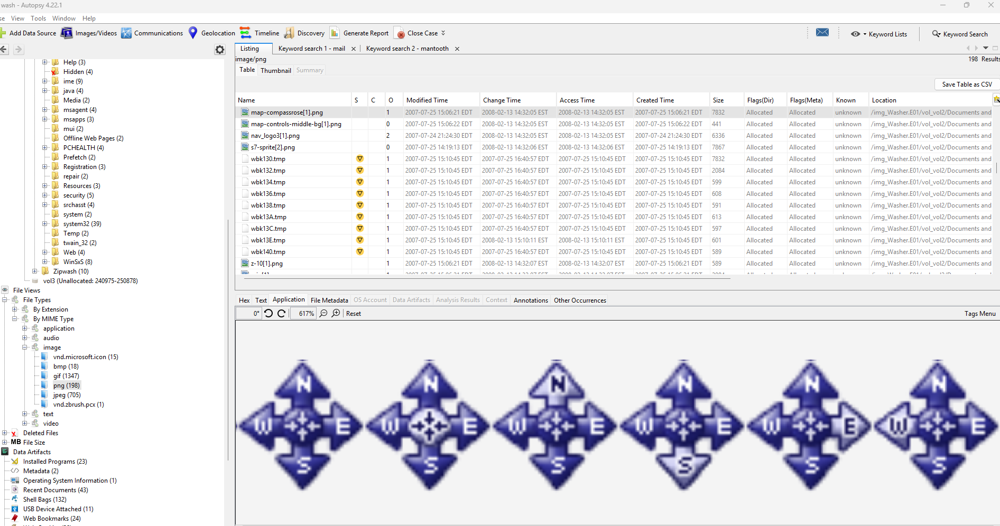 wash - Autopsy 4.22.1
se View Tools Window Help
Add Data Source Images/Videos Communications Geolocation Timeline Discovery Generate Report Close Case Keyword Lists Keyword Search
Listing Keyword search 1 - mail × Keyword search 2 - mantooth ×
image/png 198 Results
Table Thumbnail Summary
Save Table as CSV
Name S C O Modified Time Change Time Access Time Created Time Size Flags(Dir) Flags(Meta) Known Location
map-compassrose[1].png 1 2007-07-25 15:06:21 EDT 2008-02-13 14:32:05 EST 2008-02-13 14:32:05 EST 2007-07-25 15:06:21 EDT 7832 Allocated Allocated unknown /img_Washer.E01/vol_vol2/Documents and
map-controls-middle-bg[1].png 0 2007-07-25 15:06:22 EDT 2008-02-13 14:32:05 EST 2008-02-13 14:32:05 EST 2007-07-25 15:06:22 EDT 441 Allocated Allocated unknown /img_Washer.E01/vol_vol2/Documents and
nav_logo3[1].png 2 2007-07-24 21:24:30 EDT 2008-02-13 14:32:05 EST 2008-02-13 14:32:05 EST 2007-07-24 21:24:30 EDT 6336 Allocated Allocated unknown /img_Washer.E01/vol_vol2/Documents and
s7-sprite[2].png 0 2007-07-25 14:19:13 EDT 2008-02-13 14:32:06 EST 2008-02-13 14:32:06 EST 2007-07-25 14:19:13 EDT 7867 Allocated Allocated unknown /img_Washer.E01/vol_vol2/Documents and
wbk130.tmp 1 2007-07-25 15:10:45 EDT 2007-07-25 16:40:57 EDT 2007-07-25 15:10:45 EDT 2007-07-25 15:10:45 EDT 7832 Allocated Allocated unknown /img_Washer.E01/vol_vol2/Documents and
wbk132.tmp 1 2007-07-25 15:10:45 EDT 2007-07-25 16:40:57 EDT 2007-07-25 15:10:45 EDT 2007-07-25 15:10:45 EDT 2084 Allocated Allocated unknown /img_Washer.E01/vol_vol2/Documents and
wbk134.tmp 1 2007-07-25 15:10:45 EDT 2007-07-25 16:40:57 EDT 2007-07-25 15:10:45 EDT 2007-07-25 15:10:45 EDT 599 Allocated Allocated unknown /img_Washer.E01/vol_vol2/Documents and
wbk136.tmp 1 2007-07-25 15:10:45 EDT 2007-07-25 16:40:57 EDT 2007-07-25 15:10:45 EDT 2007-07-25 15:10:45 EDT 608 Allocated Allocated unknown /img_Washer.E01/vol_vol2/Documents and
wbk138.tmp 1 2007-07-25 15:10:45 EDT 2007-07-25 16:40:57 EDT 2007-07-25 15:10:45 EDT 2007-07-25 15:10:45 EDT 591 Allocated Allocated unknown /img_Washer.E01/vol_vol2/Documents and
wbk13A.tmp 1 2007-07-25 15:10:45 EDT 2007-07-25 16:40:57 EDT 2007-07-25 15:10:45 EDT 2007-07-25 15:10:45 EDT 613 Allocated Allocated unknown /img_Washer.E01/vol_vol2/Documents and
wbk13C.tmp 1 2007-07-25 15:10:45 EDT 2007-07-25 16:40:57 EDT 2007-07-25 15:10:45 EDT 2007-07-25 15:10:45 EDT 597 Allocated Allocated unknown /img_Washer.E01/vol_vol2/Documents and
wbk13E.tmp 1 2007-07-25 15:10:45 EDT 2008-02-13 15:10:11 EST 2008-02-13 15:10:11 EST 2007-07-25 15:10:45 EDT 601 Allocated Allocated unknown /img_Washer.E01/vol_vol2/Documents and
wbk140.tmp 1 2007-07-25 15:10:45 EDT 2007-07-25 16:40:57 EDT 2007-07-25 15:10:45 EDT 2007-07-25 15:10:45 EDT 589 Allocated Allocated unknown /img_Washer.E01/vol_vol2/Documents and
z-10[1].png 1 2007-07-25 15:06:21 EDT 2008-02-13 14:32:07 EST 2008-02-13 14:32:07 EST 2007-07-25 15:06:21 EDT 589 Allocated Allocated unknown /img_Washer.E01/vol_vol2/Documents and
Help (3)
Hidden (4)
ime (9)
java (4)
Media (2)
msagent (4)
msapps (3)
mui (2)
Offline Web Pages (2)
PCHEALTH (4)
Prefetch (2)
Registration (3)
repair (2)
Resources (3)
security (5)
srchasst (4)
system (2)
system32 (39)
Temp (2)
twain_32 (2)
Web (4)
WinSxS (8)
Zipwash (10)
vol3 (Unallocated: 240975-250878)
File Views
File Types
By Extension
By MIME Type
application
audio
image
vnd.microsoft.icon (15)
bmp (18)
gif (1347)
png (198)
jpeg (705)
vnd.zbrush.pcx (1)
text
video
Deleted Files
MB File Size
Data Artifacts
Installed Programs (23)
Metadata (2)
Operating System Information (1)
Recent Documents (43)
Shell Bags (132)
USB Device Attached (11)
Web Bookmarks (24)
Hex Text Application File Metadata OS Account Data Artifacts Analysis Results Context Annotations Other Occurrences
0° 617% Reset Tags Menu
N N N N N N
W E W E W E W E W E W E
S S S S S S